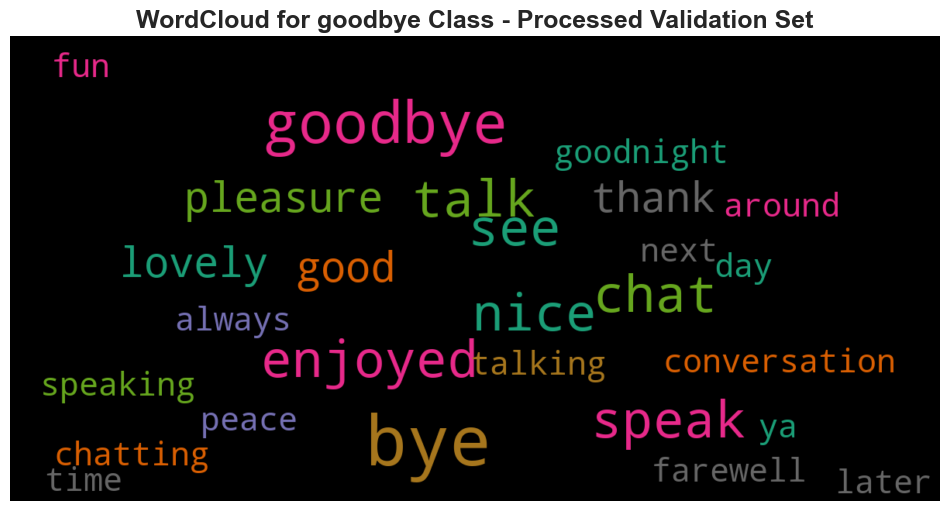 WordCloud for goodbye Class - Processed Validation Set
fun
goodbye
goodnight
pleasure talk thank around
see
next
lovely good day
chat
always nice
enjoyed talking conversation
speaking
peace bye speak ya
chatting
time farewell later